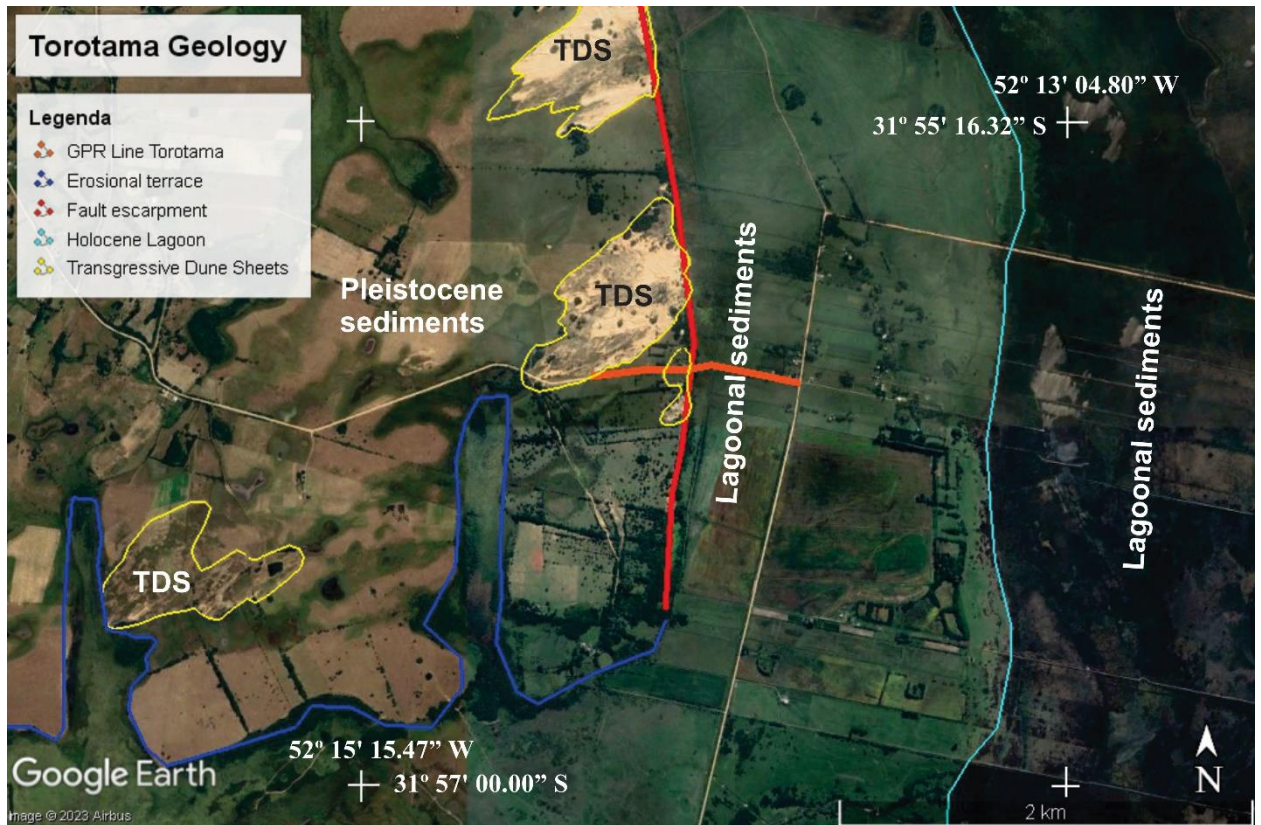 Torotama Geology
Legenda
GPR Line Torotama
Erosional terrace
Fault escarpment
Holocene Lagoon
Transgressive Dune Sheets
TDS
52º 13' 04.80” W
31º 55' 16.32” S
Pleistocene
sediments
TDS
Lagoonal sediments
Lagoonal sediments
TDS
52º 15' 15.47” W
31º 57' 00.00” S
Google Earth
N
2 km
mage © 2023 Airbus